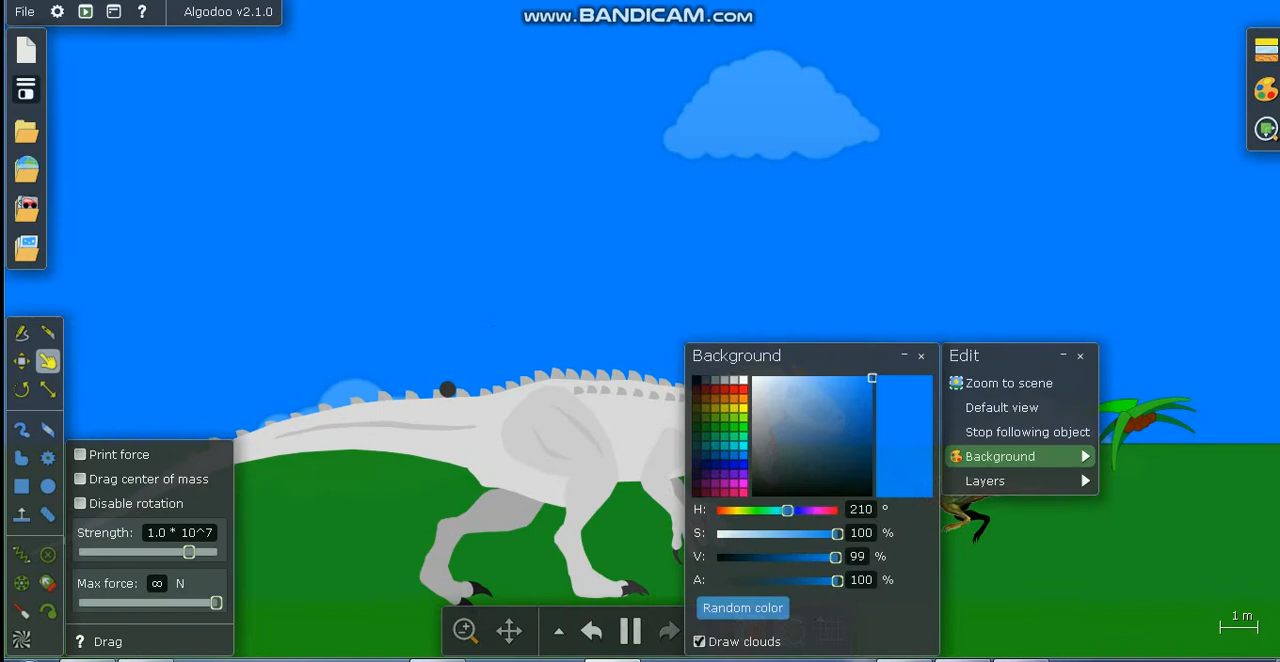 File ? Algodoo v2.1.0
www.BANDICAM.com
Background
H: 210 °
S: 100 %
V: 99 %
A: 100 %
Random color
Draw clouds
Edit
Zoom to scene
Default view
Stop following object
Background
Layers
Print force
Drag center of mass
Disable rotation
Strength: 1.0 * 10^7
Max force: ∞ N
? Drag
1 m